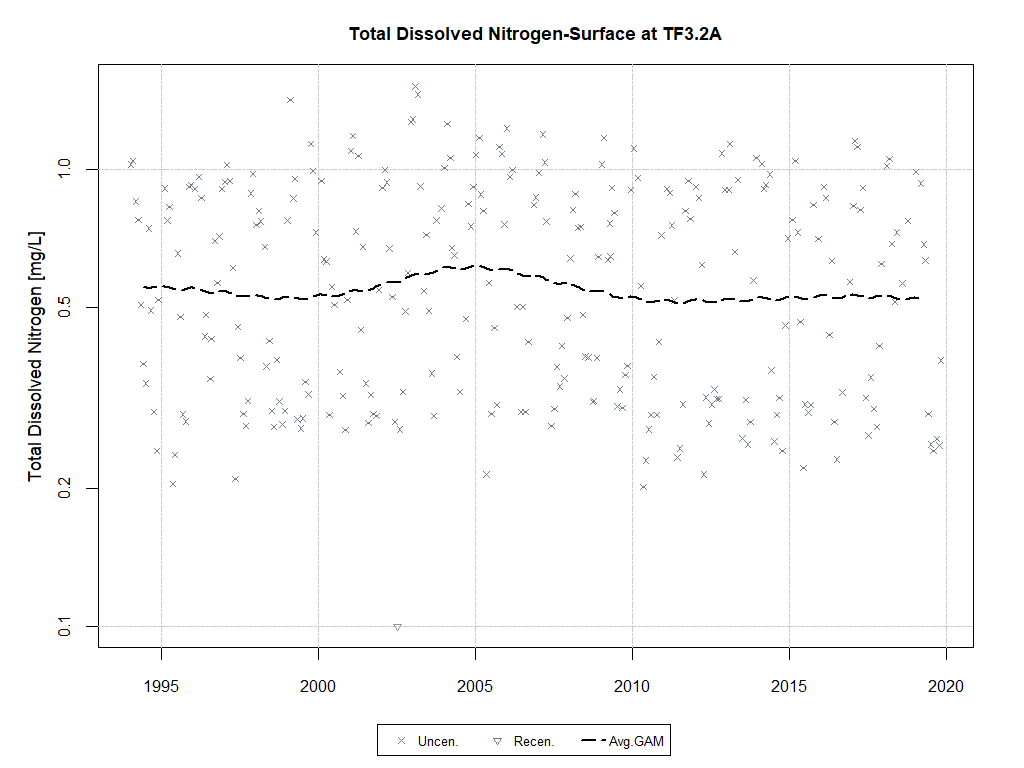 Total Dissolved Nitrogen-Surface at TF3.2A
Total Dissolved Nitrogen [mg/L]
1.0
0.5
0.2
0.1
1995 2000 2005 2010 2015 2020
Uncen. Recen. Avg.GAM